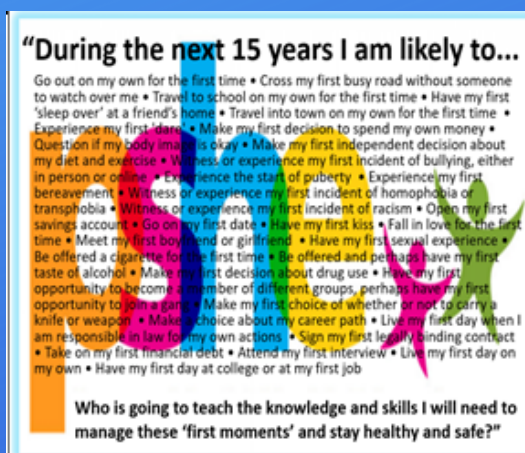 “During the next 15 years I am likely to...
Go out on my own for the first time • Cross my first busy road without someone
to watch over me • Travel to school on my own for the first time • Have my first
‘sleep over’ at a friend’s home • Travel into town on my own for the first time •
Experience my first ‘dare’ • Make my first decision to spend my own money •
Question if my body image is okay • Make my first independent decision about
my diet and exercise • Witness or experience my first incident of bullying, either
in person or online • Experience the start of puberty • Experience my first
bereavement • Witness or experience my first incident of homophobia or
transphobia • Witness or experience my first incident of racism • Open my first
savings account • Go on my first date • Have my first kiss • Fall in love for the first
time • Meet my first boyfriend or girlfriend • Have my first sexual experience •
Be offered a cigarette for the first time • Be offered and perhaps have my first
taste of alcohol • Make my first decision about drug use • Have my first
opportunity to become a member of different groups, perhaps have my first
opportunity to join a gang • Make my first choice of whether or not to carry a
knife or weapon • Make a choice about my career path • Live my first day when I
am responsible in law for my own actions • Sign my first legally binding contract
• Take on my first financial debt • Attend my first interview • Live my first day on
my own • Have my first day at college or at my first job
pshe
Who is going to teach the knowledge and skills I will need to
manage these ‘first moments’ and stay healthy and safe?”